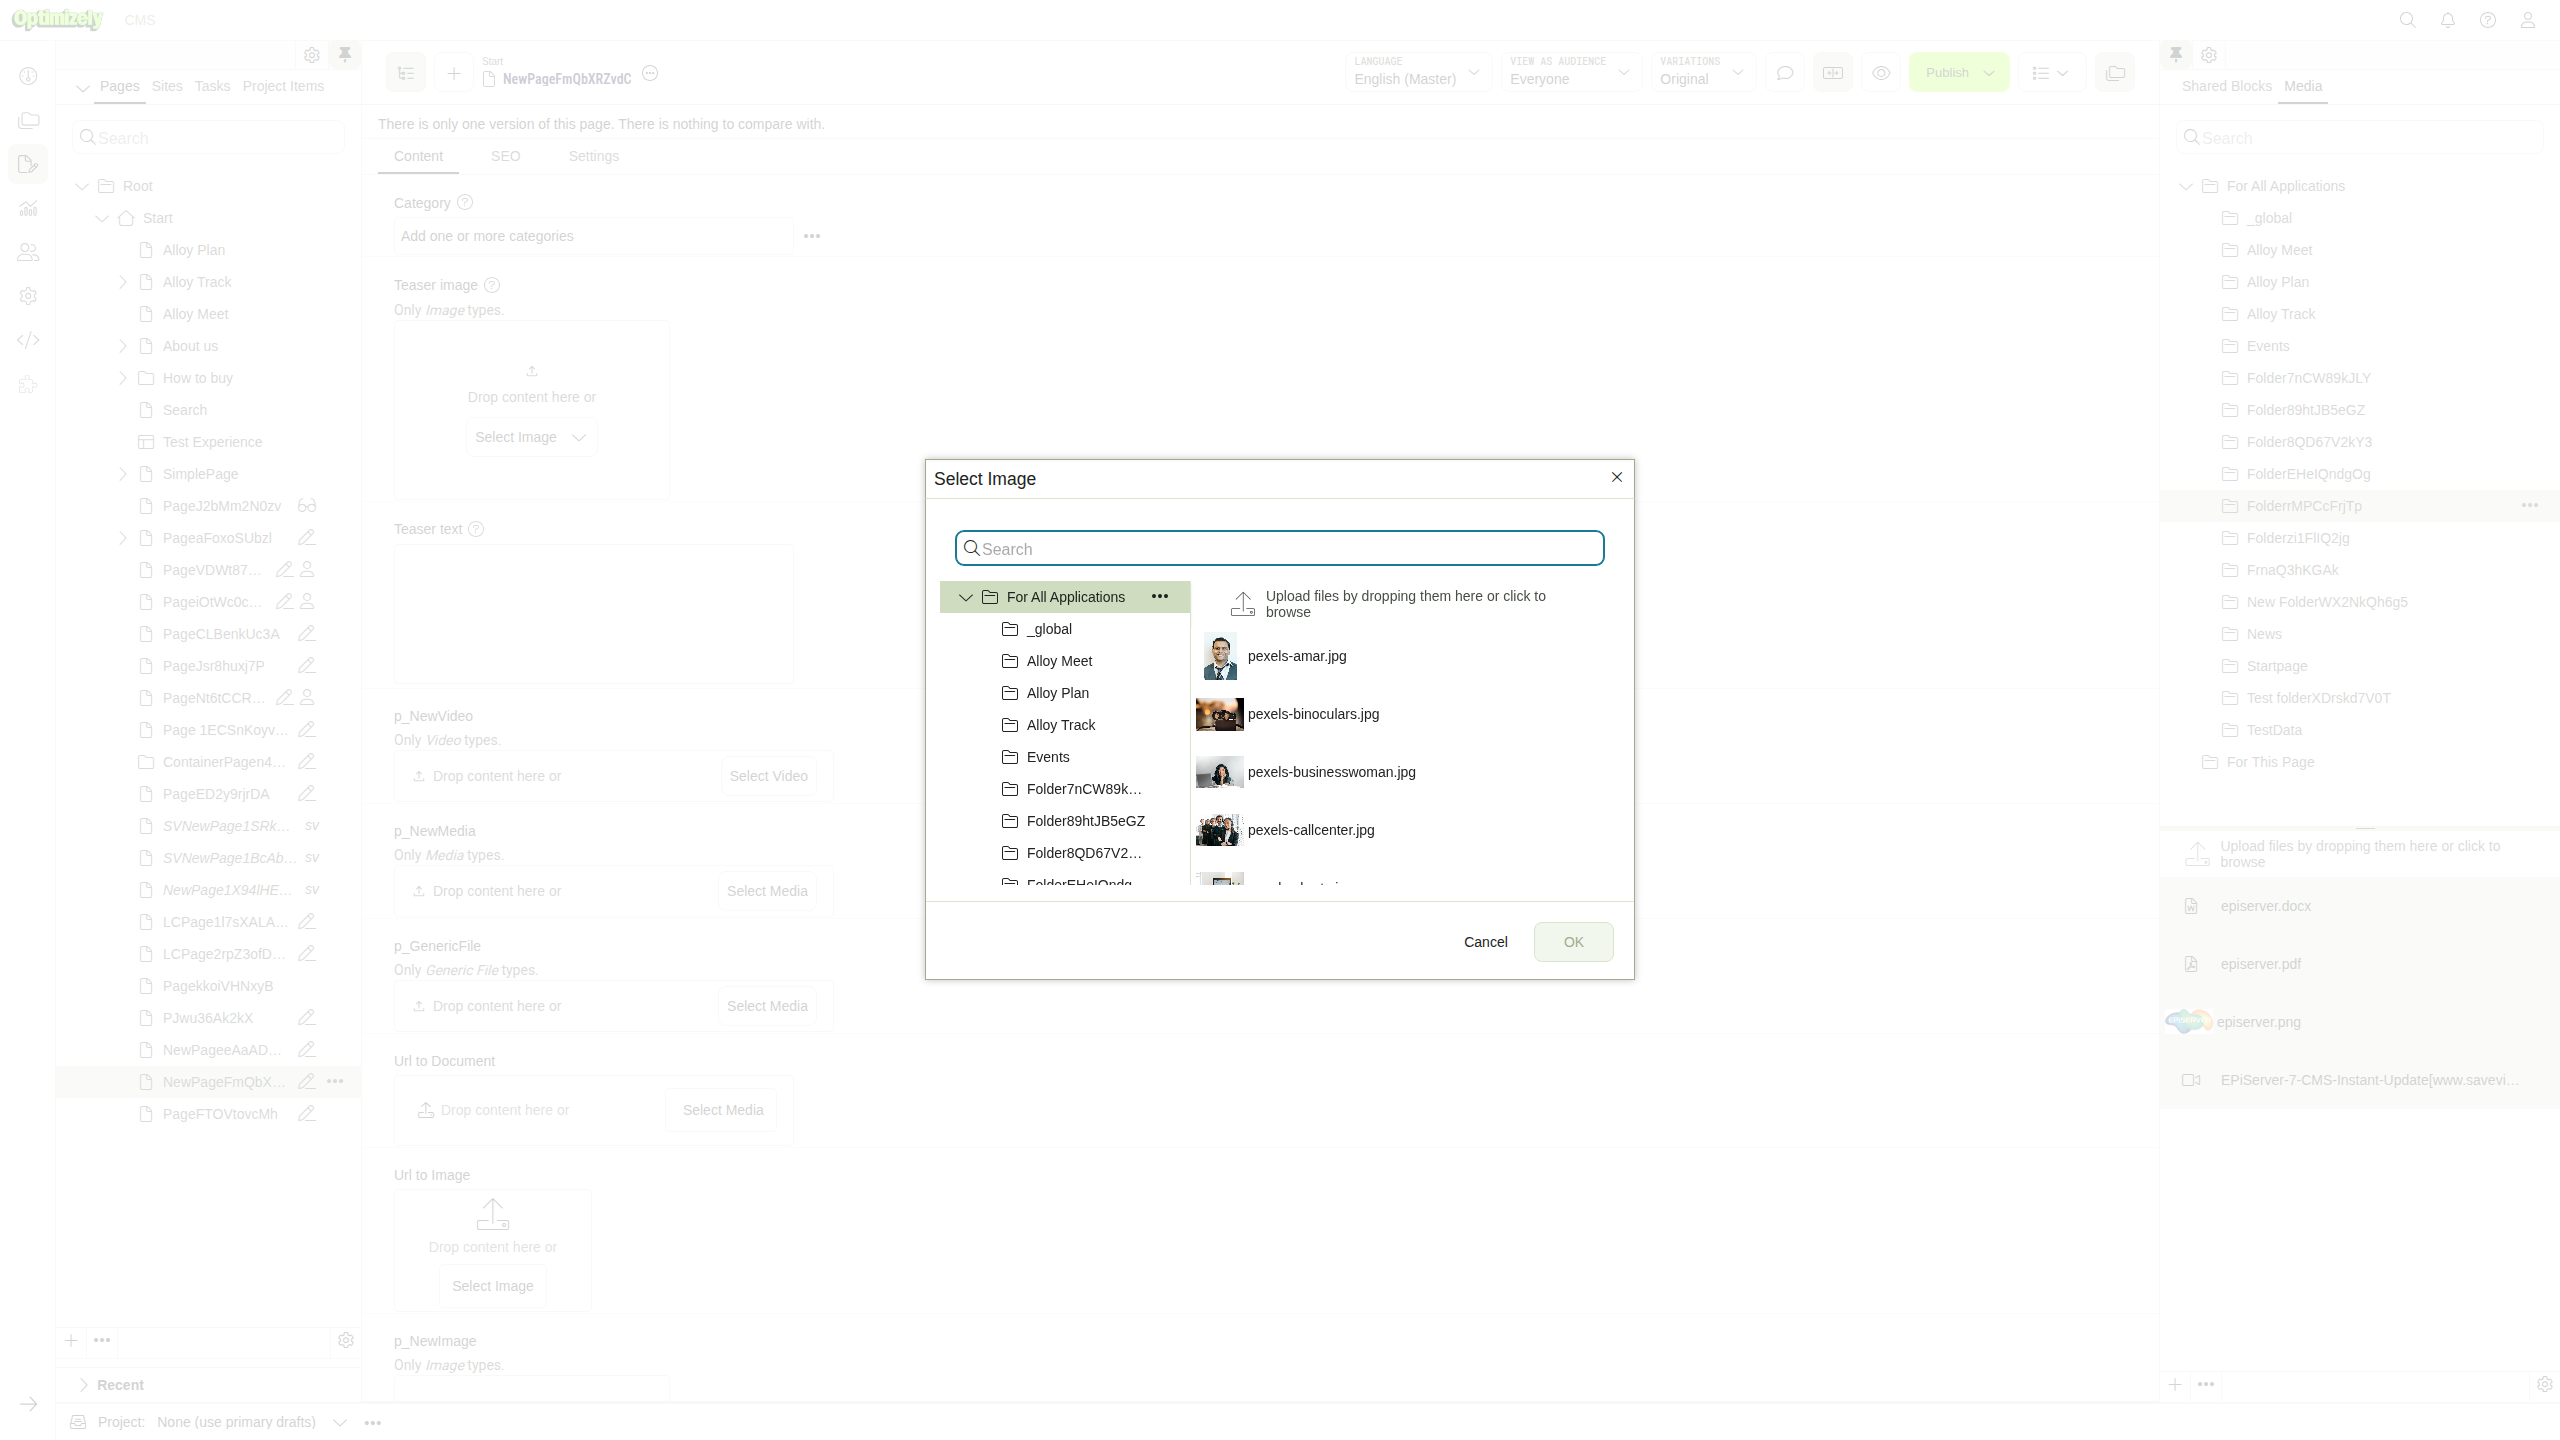 Optimizely
CMS
Pages
Sites
Tasks
Project Items
Search
Root
Start
Alloy Plan
Alloy Track
Alloy Meet
About us
How to buy
Search
Test Experience
SimplePage
PageJ2bMm2N0zv
PageaFoxoSUbzl
PageVDWt87...
PageiOtWc0c...
PageCLBenkUc3A
PageJsr8huxj7P
PageNt6tCCR...
Page 1ECSnKoyv...
ContainerPagen4...
PageED2y9rjrDA
SVNewPage1SRk... sv
SVNewPage1BcAb... sv
NewPage1X94lHE... sv
LCPage1l7sXALA...
LCPage2rpZ3ofD...
PagekkoiVHNxyB
PJwu36Ak2kX
NewPageeAaAD...
NewPageFmQbX...
PageFTOVtovcMh
Recent
Project: None (use primary drafts)
Start
NewPageFmQbXRZvdC
LANGUAGE
English (Master)
VIEW AS AUDIENCE
Everyone
VARIATIONS
Original
Publish
There is only one version of this page. There is nothing to compare with.
Content
SEO
Settings
Category
Add one or more categories
Teaser image
Only Image types.
Drop content here or
Select Image
Teaser text
p_NewVideo
Only Video types.
Drop content here or
Select Video
p_NewMedia
Only Media types.
Drop content here or
Select Media
p_GenericFile
Only Generic File types.
Drop content here or
Select Media
Url to Document
Drop content here or
Select Media
Url to Image
Drop content here or
Select Image
p_NewImage
Only Image types.
Select Image
Search
For All Applications
_global
Alloy Meet
Alloy Plan
Alloy Track
Events
Folder7nCW89k...
Folder89htJB5eGZ
Folder8QD67V2...
Upload files by dropping them here or click to
browse
pexels-amar.jpg
pexels-binoculars.jpg
pexels-businesswoman.jpg
pexels-callcenter.jpg
Cancel
OK
Shared Blocks
Media
Search
For All Applications
_global
Alloy Meet
Alloy Plan
Alloy Track
Events
Folder7nCW89kJLY
Folder89htJB5eGZ
Folder8QD67V2kY3
FolderEHeIQndgOg
FolderrMPCcFrjTp
Folderzi1FlIQ2jg
FrnaQ3hKGAk
New FolderWX2NkQh6g5
News
Startpage
Test folderXDrskd7V0T
TestData
For This Page
Upload files by dropping them here or click to
browse
episerver.docx
episerver.pdf
episerver.png
EPiServer-7-CMS-Instant-Update[www.savevi...